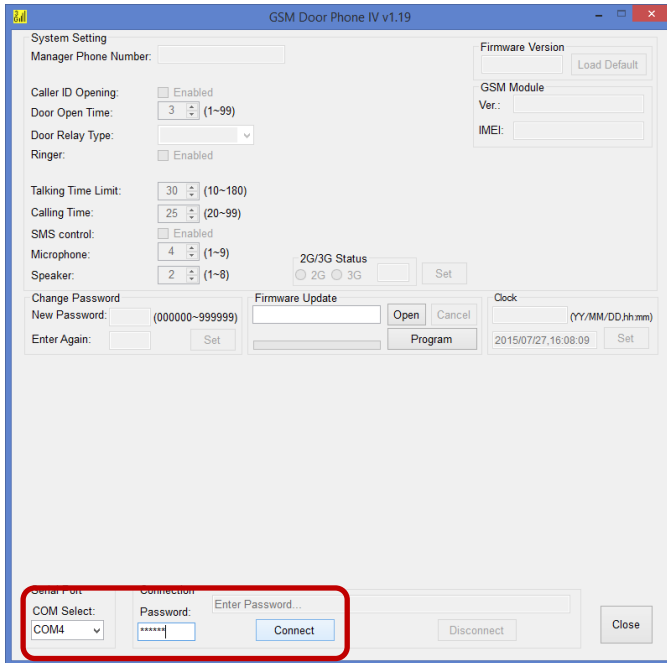 GSM Door Phone IV v1.19
System Setting
Manager Phone Number:
Firmware Version
Load Default
Caller ID Opening: Enabled
GSM Module
Ver.:
Door Open Time: 3 (1~99)
Door Relay Type:
IMEI:
Ringer: Enabled
Talking Time Limit: 30 (10~180)
Calling Time: 25 (20~99)
SMS control: Enabled
Microphone: 4 (1~9)
Speaker: 2 (1~8)
2G/3G Status
2G 3G Set
Change Password
New Password: (000000~999999)
Enter Again: Set
Firmware Update
Open Cancel
Program
Clock
(YY/MM/DD,hh:mm)
2015/07/27,16:08:09 Set
Serial Port
COM Select:
COM4
Connection
Enter Password...
Password:
******
Connect
Disconnect
Close